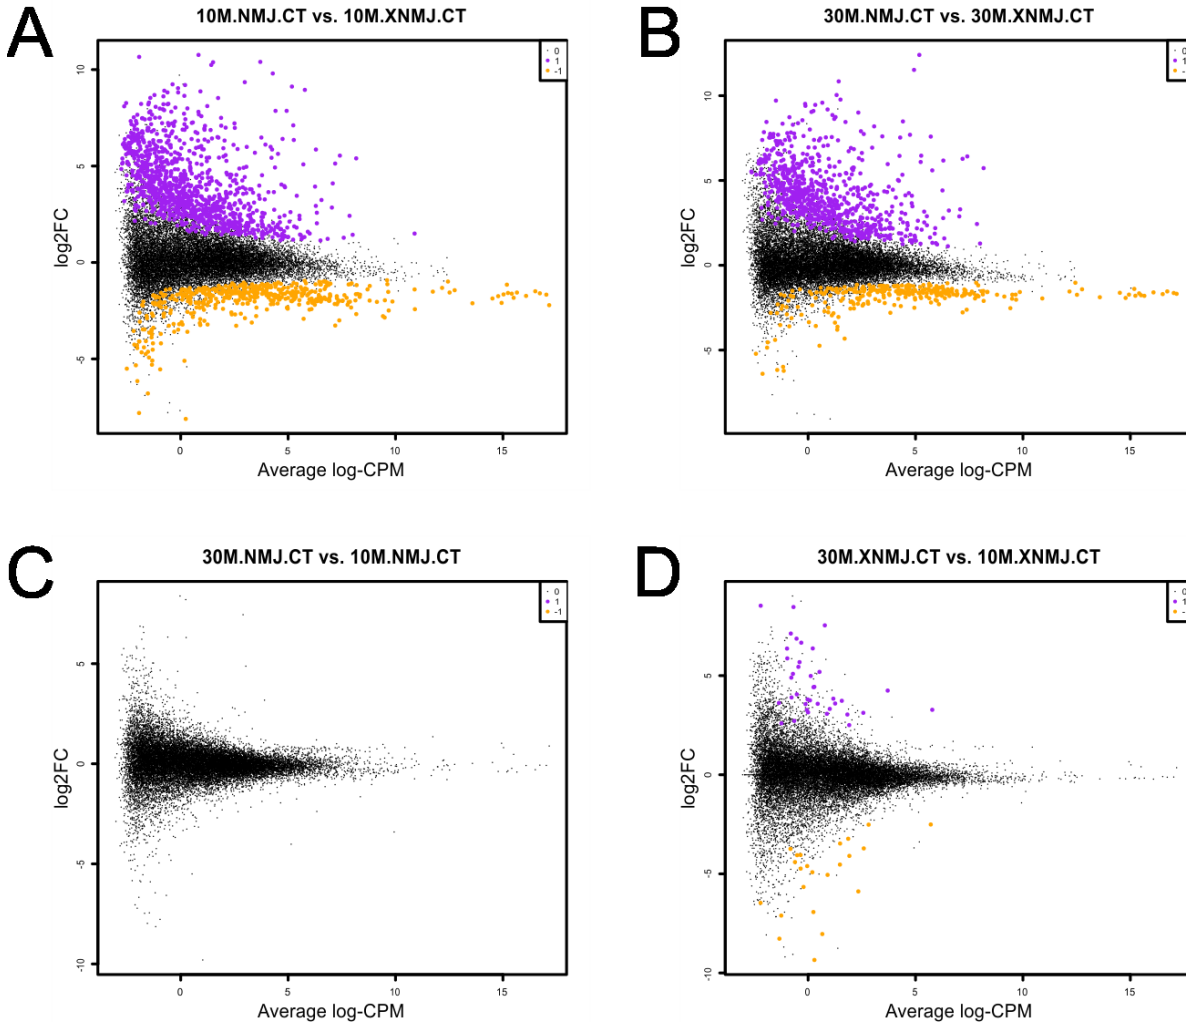 A
10M.NMJ.CT vs. 10M.XNMJ.CT
0
1
-1
10
5
0
-5
log2FC
0 5 10 15
Average log-CPM
B
30M.NMJ.CT vs. 30M.XNMJ.CT
0
1
-
10
5
0
-5
log2FC
0 5 10 15
Average log-CPM
C
30M.NMJ.CT vs. 10M.NMJ.CT
0
1
-1
5
0
-5
-10
log2FC
0 5 10 15
Average log-CPM
D
30M.XNMJ.CT vs. 10M.XNMJ.CT
0
1
-
5
0
-5
-10
log2FC
0 5 10 15
Average log-CPM